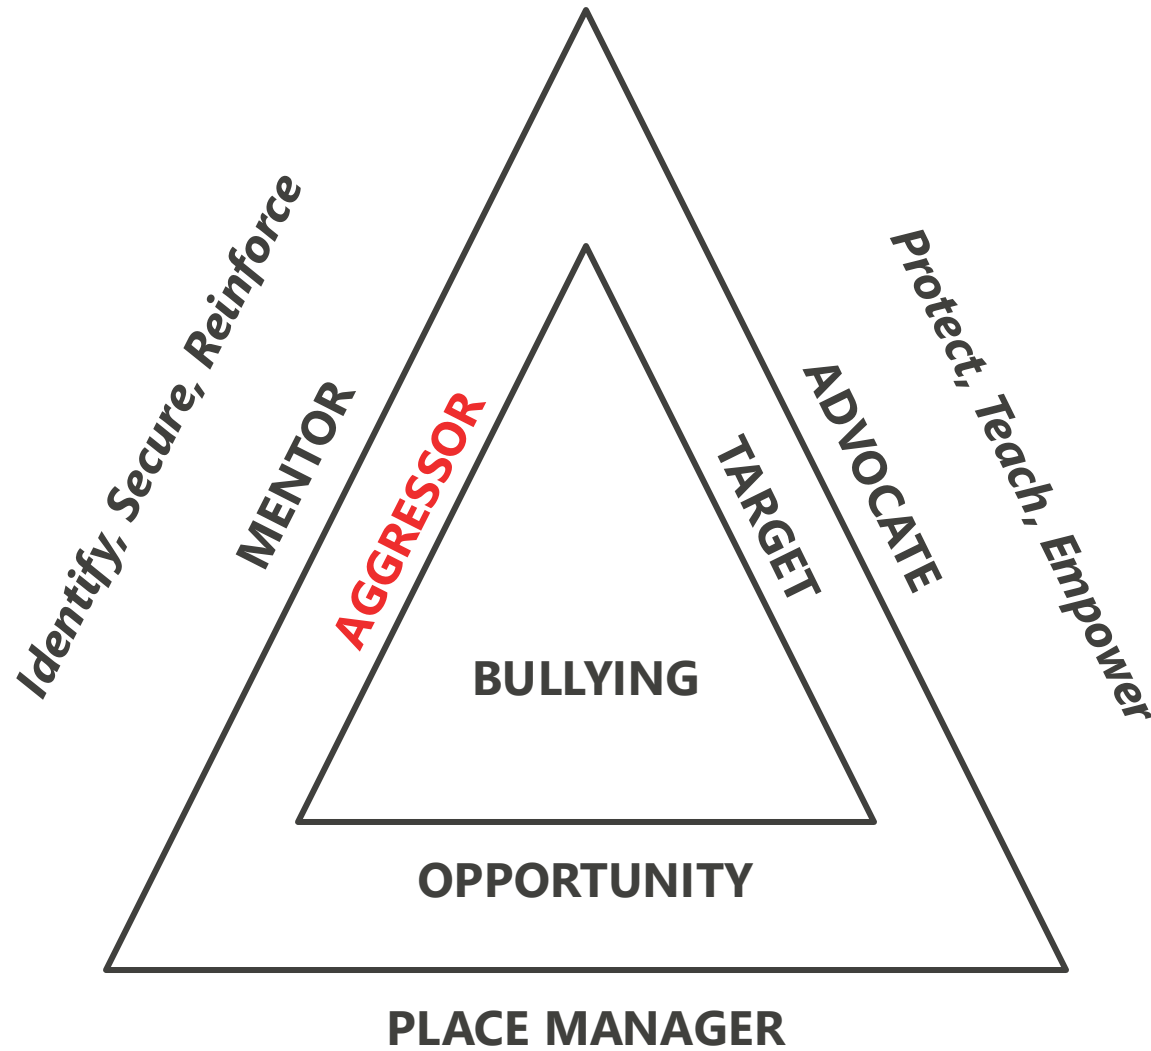 Identify, Secure, Reinforce
MENTOR
AGGRESSOR
Protect, Teach, Empower
ADVOCATE
TARGET
BULLYING
OPPORTUNITY
PLACE MANAGER